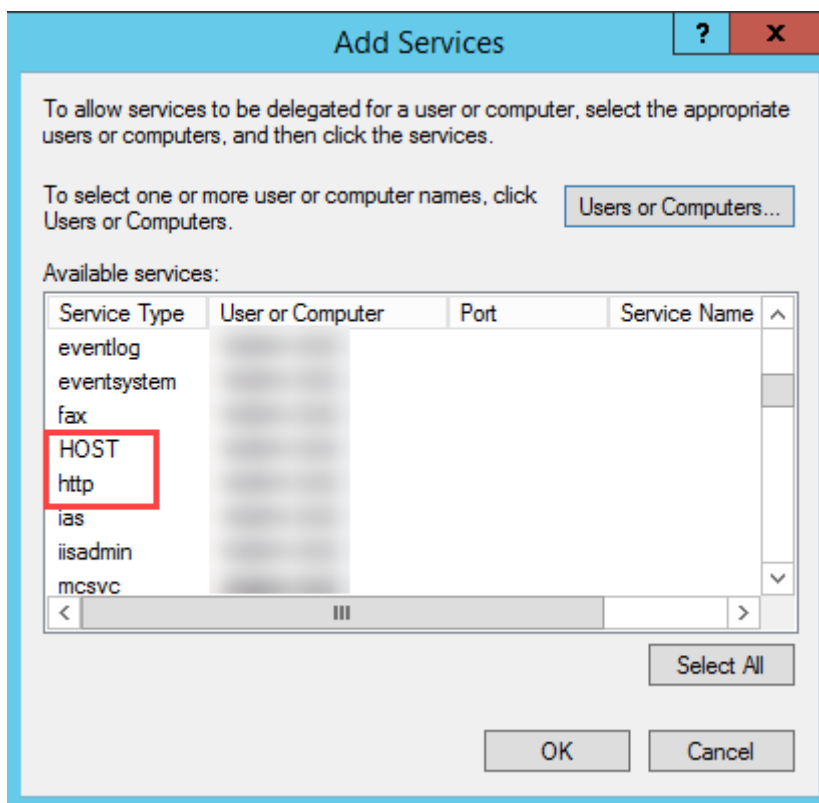 Add Services
?
x
To allow services to be delegated for a user or computer, select the appropriate
users or computers, and then click the services.
To select one or more user or computer names, click
Users or Computers.
Users or Computers...
Available services:
Service Type User or Computer Port Service Name
eventlog
eventsystem
fax
HOST
http
ias
iisadmin
mcsvc
Select All
OK Cancel